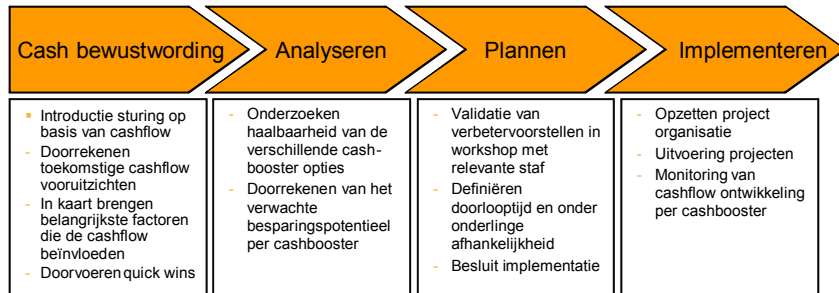 Cash bewustwording
Analyseren
Plannen
Implementeren
▪ Introductie sturing op
basis van cashflow
- Doorrekenen
toekomstige cashflow
vooruitzichten
- In kaart brengen
belangrijkste factoren
die de cashflow
beïnvloeden
- Doorvoeren quick wins
- Onderzoeken
haalbaarheid van de
verschillende cash-
booster opties
- Doorrekenen van het
verwachte
besparingspotentieel
per cashbooster
- Validatie van
verbetervoorstellen in
workshop met
relevante staf
- Definiëren
doorlooptijd en onder
onderlinge
afhankelijkheid
- Besluit implementatie
- Opzetten project
organisatie
- Uitvoering projecten
- Monitoring van
cashflow ontwikkeling
per cashbooster